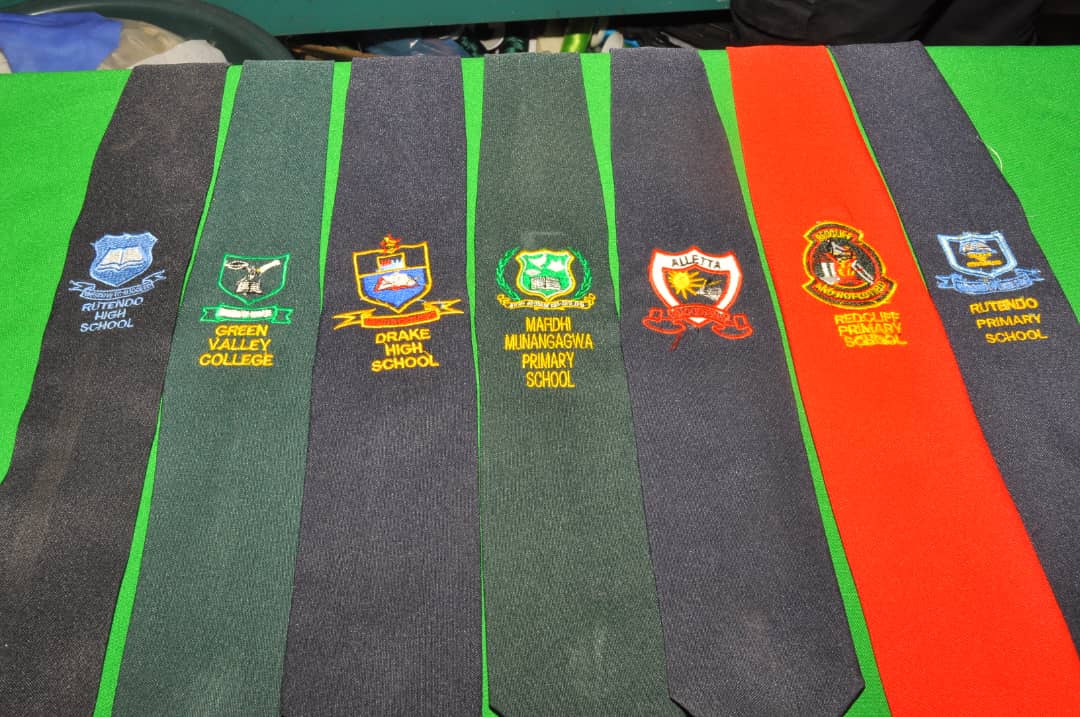 RUTENDO
HIGH
SCHOOL
GREEN
VALLEY
COLLEGE
DRAKE
HIGH
SCHOOL
MARDHI
MUNANGAGWA
PRIMARY
SCHOOL
ALLETTA
REDCLIFF
REDCLIFF
PRIMARY
SCHOOL
RUTENDO
PRIMARY
SCHOOL